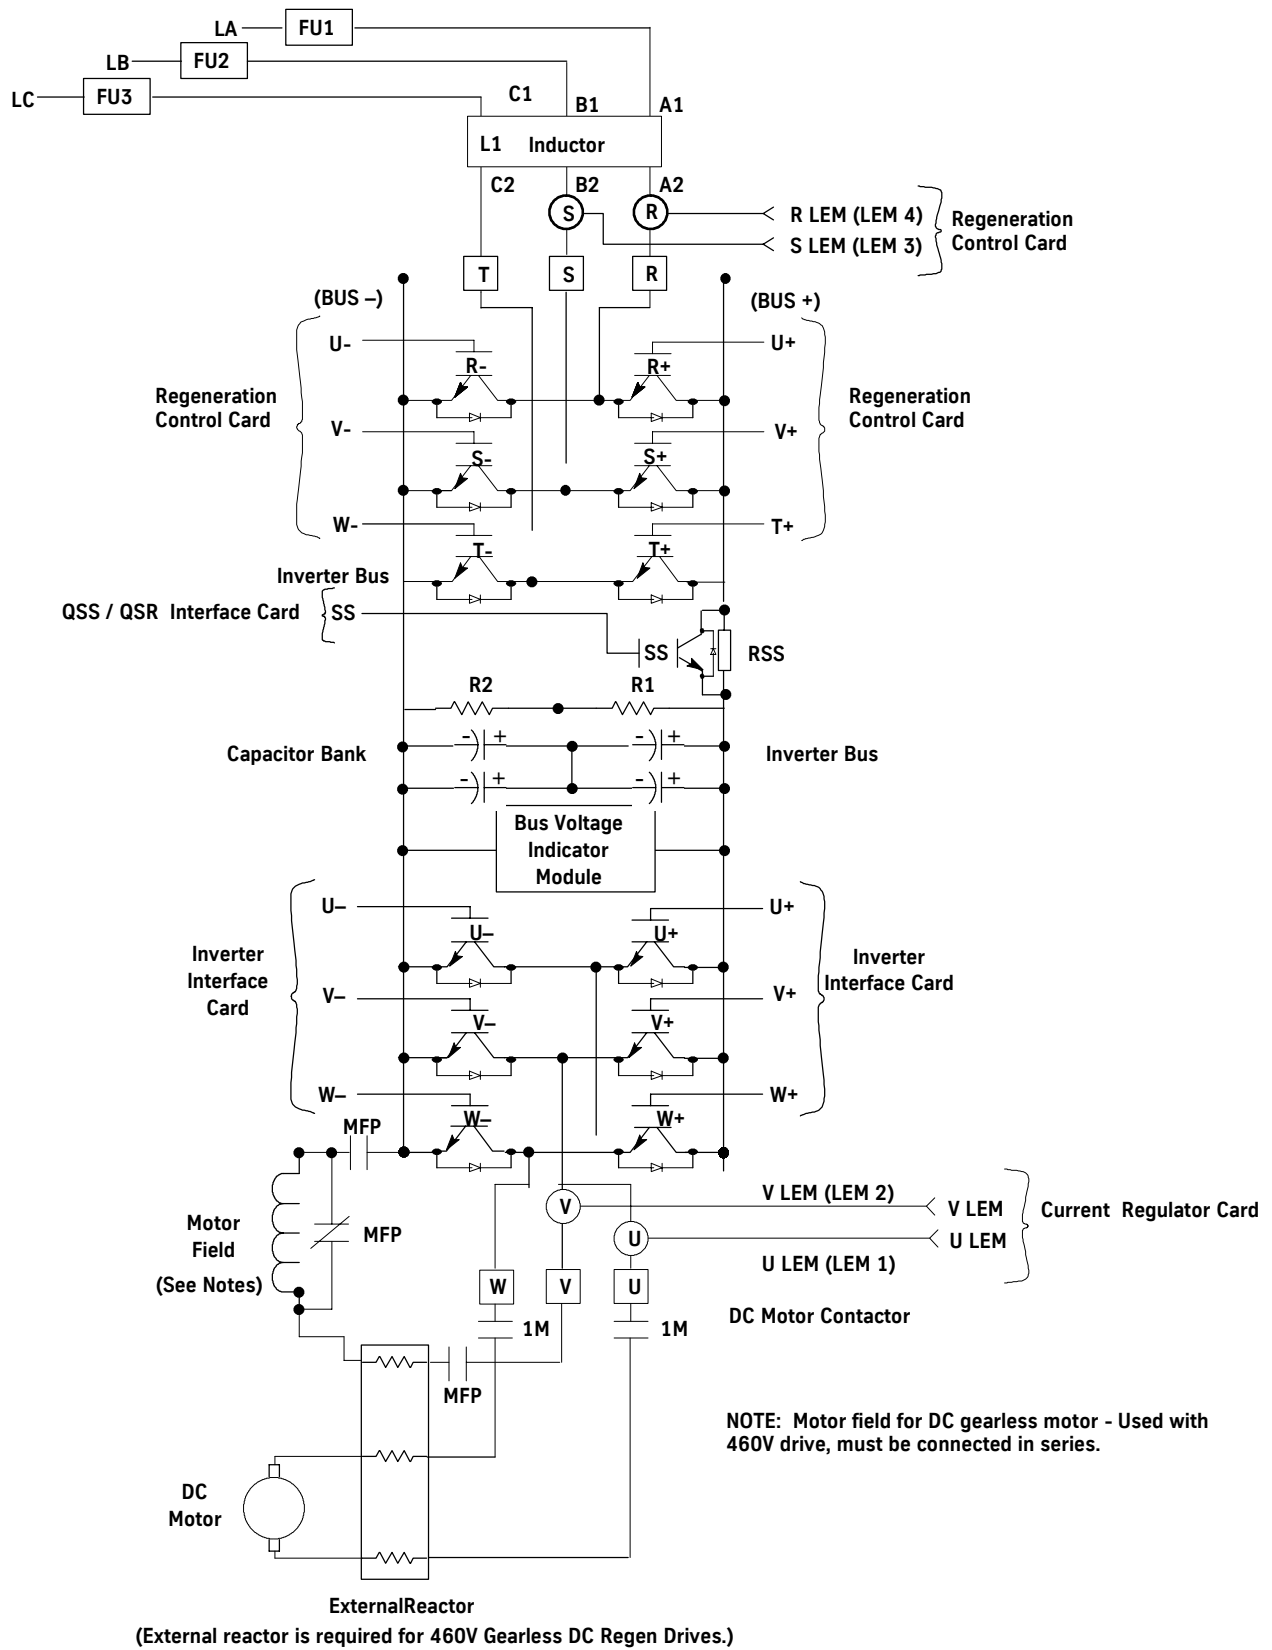 LA FU1
LB FU2
LC FU3
C1 B1 A1
L1 Inductor
C2 B2 A2
S R
R LEM (LEM 4)
S LEM (LEM 3)
Regeneration
Control Card
T S R
(BUS –) (BUS +)
U- U+
R- R+
Regeneration
Control Card
Regeneration
Control Card
V- V+
S- S+
W- T+
T- T+
Inverter Bus
QSS / QSR Interface Card SS
SS RSS
R2 R1
Capacitor Bank - + - + Inverter Bus
- + - +
Bus Voltage
Indicator
Module
U– U+
U– U+
Inverter
Interface
Card
Inverter
Interface Card
V– V+
V– V+
W– W+
W– W+
MFP
V LEM (LEM 2)
V V LEM
U U LEM
U LEM (LEM 1)
Current Regulator Card
Motor
Field
(See Notes)
MFP
W V U
1M 1M
DC Motor Contactor
MFP
NOTE: Motor field for DC gearless motor - Used with
460V drive, must be connected in series.
DC
Motor
ExternalReactor
(External reactor is required for 460V Gearless DC Regen Drives.)